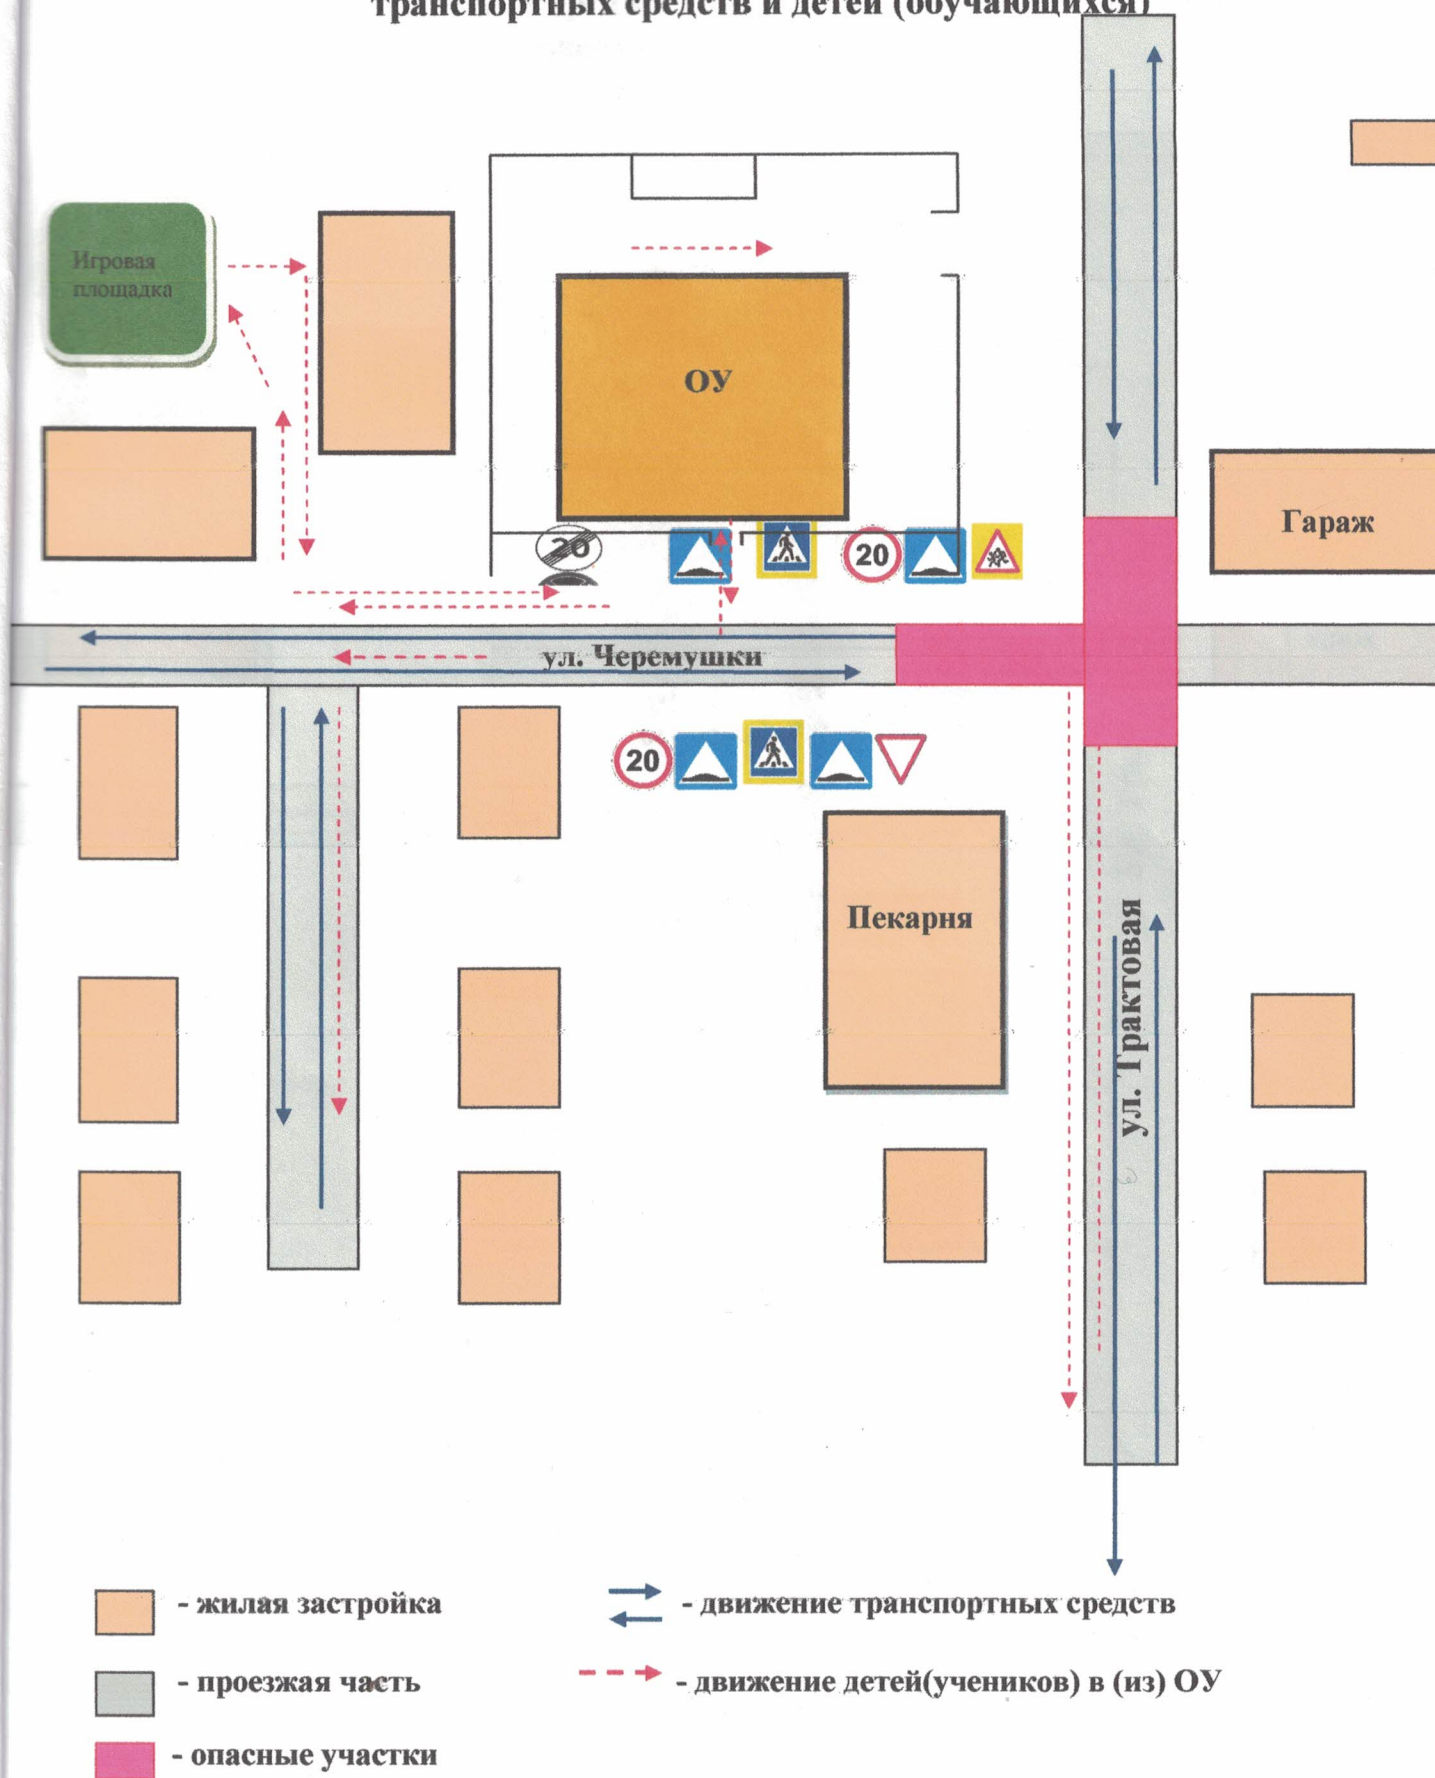 транспортных средств и детей (обучающихся)
Игровая
площадка
ОУ
Гараж
20
20
ул. Черемушки
20
Пекарня
ул. Трактовая
- жилая застройка
- движение транспортных средств
- проезжая часть
- движение детей(учеников) в (из) ОУ
- опасные участки